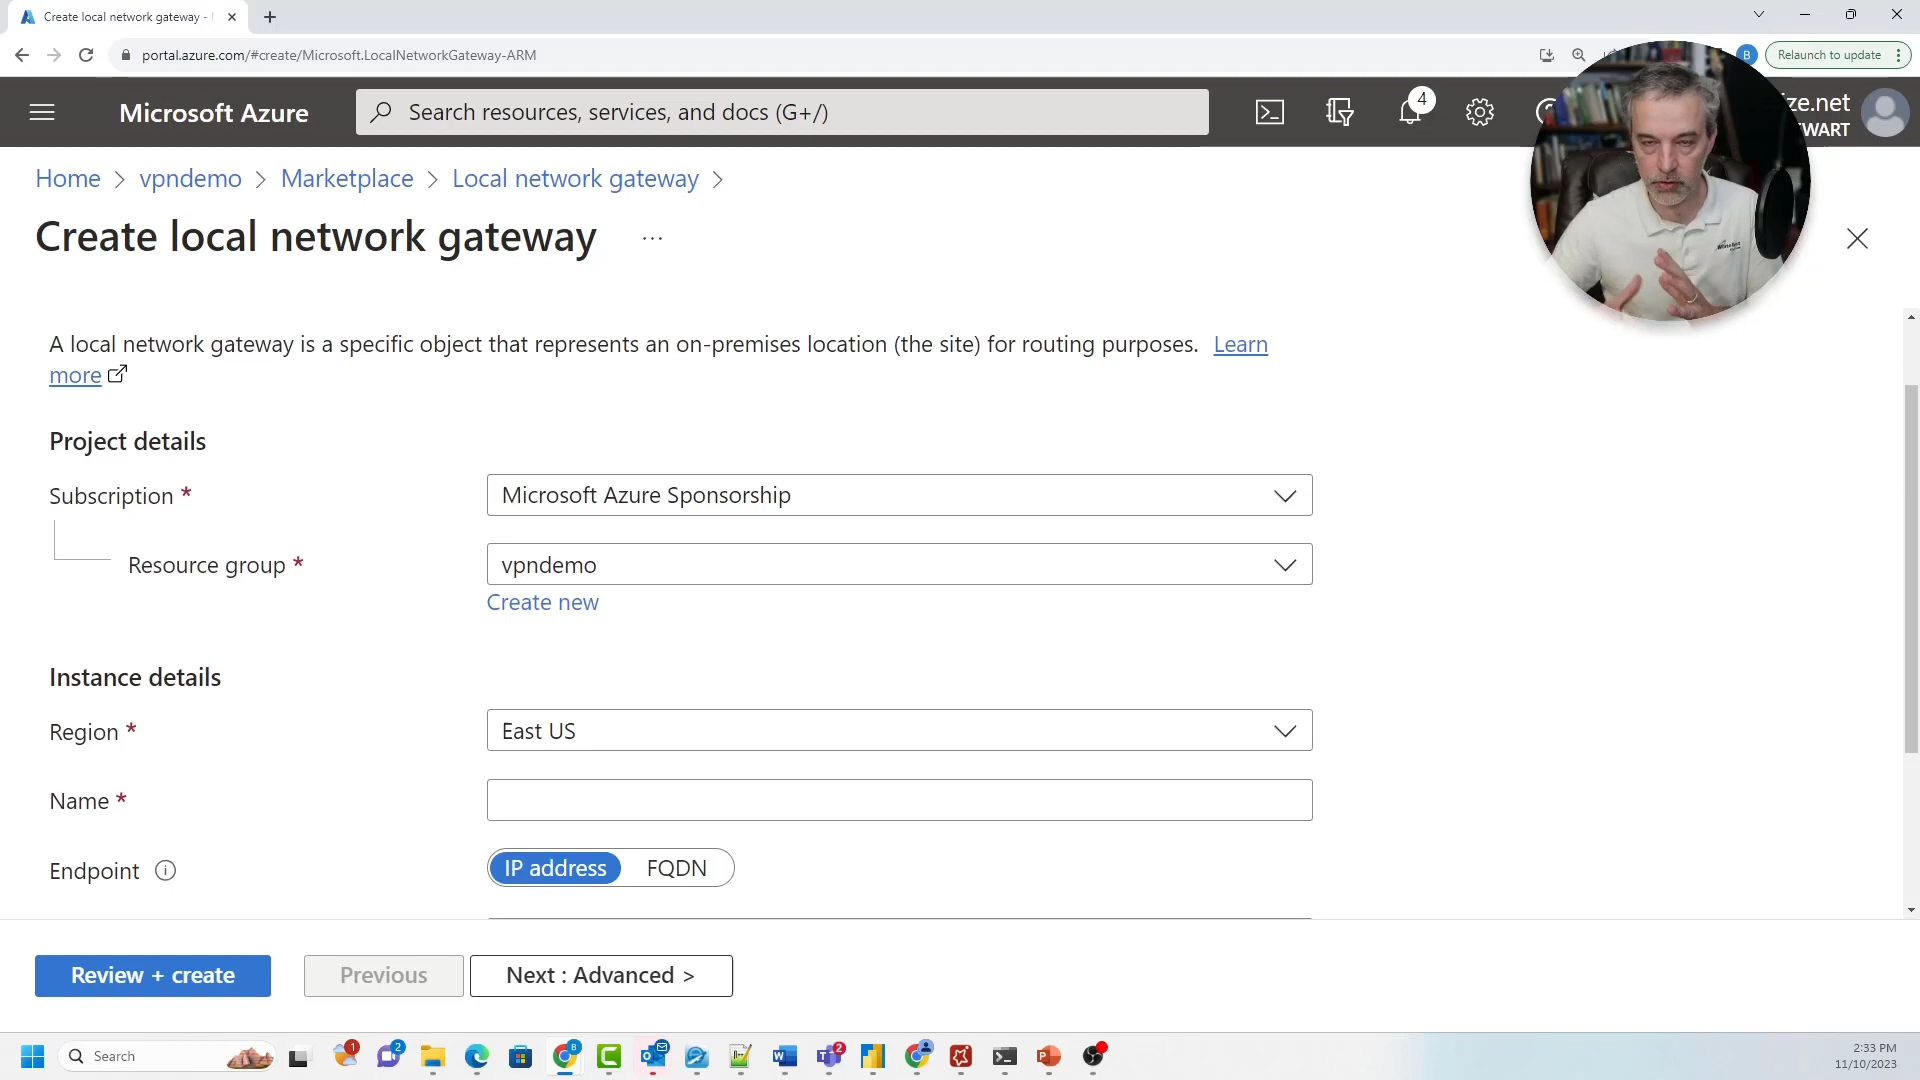 Create local network gateway -
portal.azure.com/#create/Microsoft.LocalNetworkGateway-ARM
B
Relaunch to update
Microsoft Azure
Search resources, services, and docs (G+/)
4
ize.net
WART
Home > vpndemo > Marketplace > Local network gateway >
Create local network gateway ...
A local network gateway is a specific object that represents an on-premises location (the site) for routing purposes. Learn
more
Project details
Subscription *
Microsoft Azure Sponsorship
Resource group *
vpndemo
Create new
Instance details
Region *
East US
Name *
Endpoint
IP address
FQDN
Review + create
Previous
Next : Advanced >
Search
1
2
B
2
2:33 PM
11/10/2023